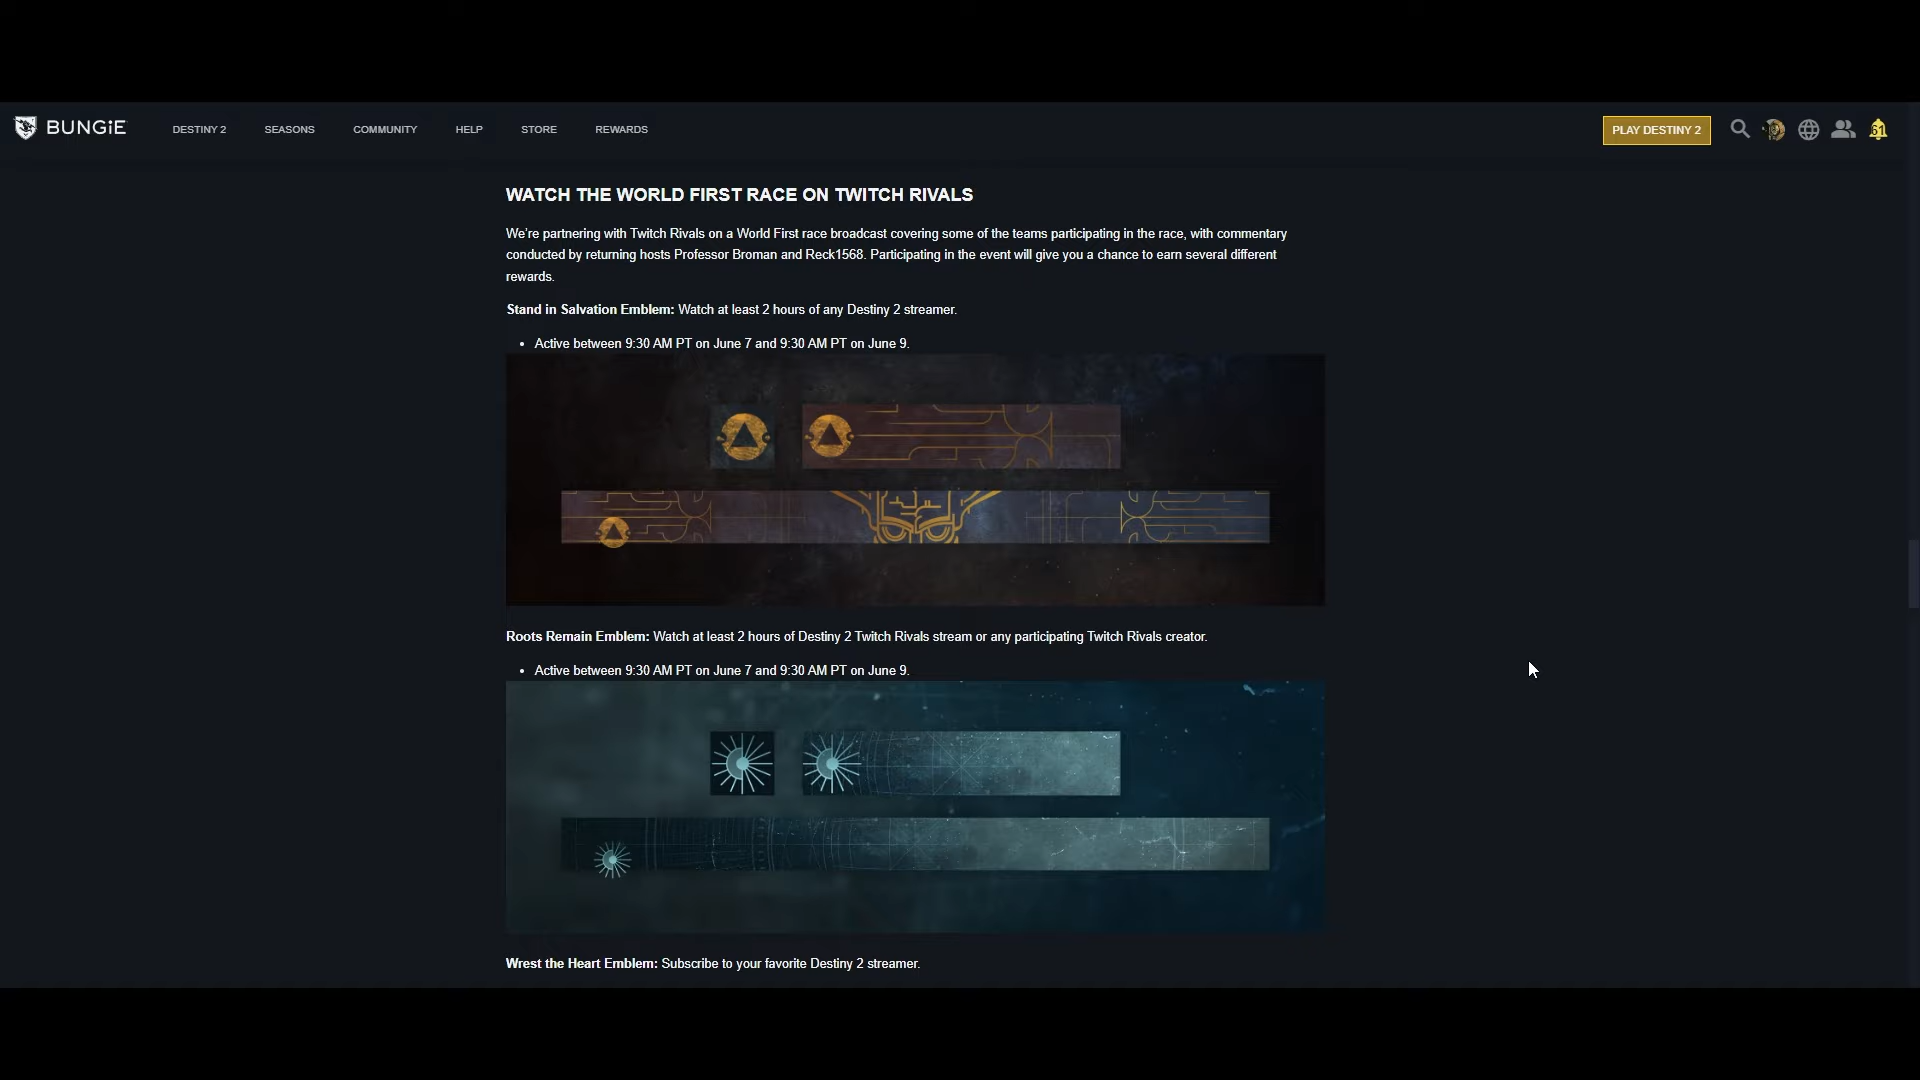 BUNGiE
DESTINY 2
SEASONS
COMMUNITY
HELP
STORE
REWARDS
PLAY DESTINY 2
61
WATCH THE WORLD FIRST RACE ON TWITCH RIVALS
We're partnering with Twitch Rivals on a World First race broadcast covering some of the teams participating in the race, with commentary
conducted by returning hosts Professor Broman and Reck1568. Participating in the event will give you a chance to earn several different
rewards.
Stand in Salvation Emblem: Watch at least 2 hours of any Destiny 2 streamer.
• Active between 9:30 AM PT on June 7 and 9:30 AM PT on June 9.
Roots Remain Emblem: Watch at least 2 hours of Destiny 2 Twitch Rivals stream or any participating Twitch Rivals creator.
• Active between 9:30 AM PT on June 7 and 9:30 AM PT on June 9.
Wrest the Heart Emblem: Subscribe to your favorite Destiny 2 streamer.